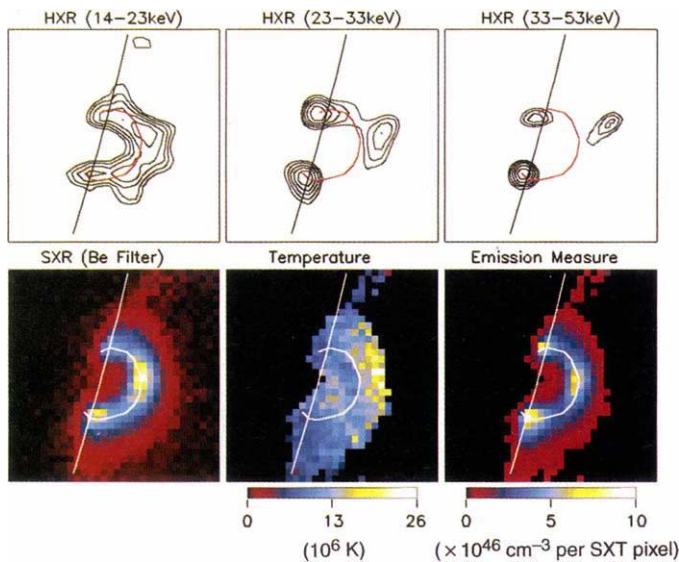 HXR (14–23keV)
HXR (23–33keV)
HXR (33–53keV)
SXR (Be Filter)
Temperature
Emission Measure
0 13 26
(10⁶ K)
0 5 10
(× 10⁴⁶ cm⁻³ per SXT pixel)